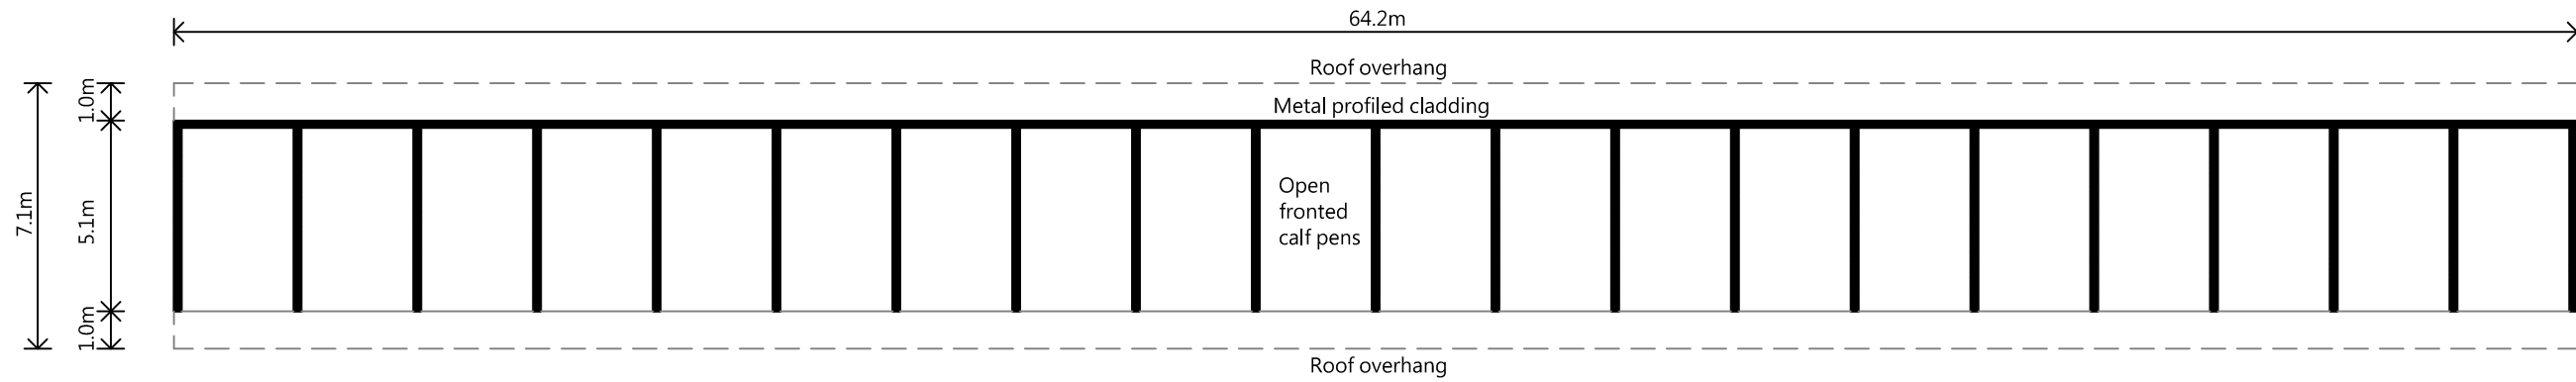 64.2m
Roof overhang
1.0m
Metal profiled cladding
7.1m
5.1m
Open
fronted
calf pens
1.0m
Roof overhang